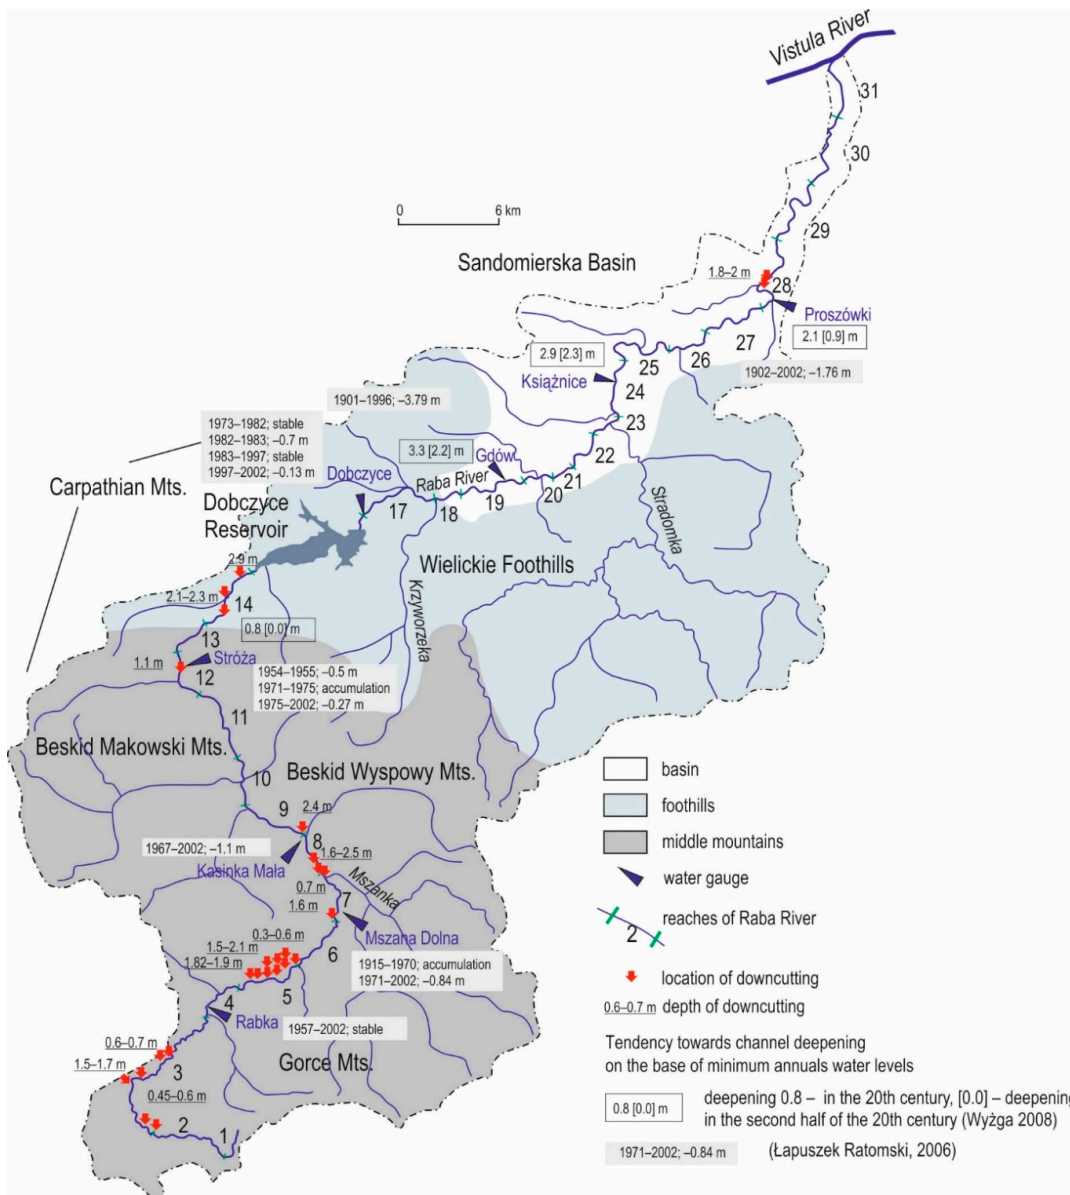 Vistula River
31
30
0 6 km
29
Sandomierska Basin
1.8–2 m
28
Proszówki
2.1 [0.9] m
27
2.9 [2.3] m
25
26
1902–2002; –1.76 m
Książnice
24
1901–1996; –3.79 m
23
1973–1982; stable
1982–1983; –0.7 m
1983–1997; stable
1997–2002; –0.13 m
3.3 [2.2] m
22
Gdów
Dobczyce
Raba River
21
20
19
18
17
Carpathian Mts.
Dobczyce
Reservoir
Stradomka
2.9 m
Wielickie Foothills
2.1–2.3 m
14
Krzyworzeka
0.8 [0.0] m
13
Stróża
1.1 m
12
1954–1955; –0.5 m
1971–1975; accumulation
1975–2002; –0.27 m
11
Beskid Makowski Mts.
10
Beskid Wyspowy Mts.
basin
foothills
middle mountains
water gauge
reaches of Raba River
2
location of downcutting
0.6–0.7 m depth of downcutting
Tendency towards channel deepening
on the base of minimum annuals water levels
0.8 [0.0] m
deepening 0.8 – in the 20th century, [0.0] – deepening
in the second half of the 20th century (Wyżga 2008)
1971–2002; –0.84 m (Łapuszek Ratomski, 2006)
9
2.4 m
8
1967–2002; –1.1 m
1.6–2.5 m
Kasinka Mała
Mszanka
0.7 m
7
1.6 m
Mszana Dolna
0.3–0.6 m
1.5–2.1 m
6
1.82–1.9 m
1915–1970; accumulation
1971–2002; –0.84 m
5
4
Rabka
1957–2002; stable
0.6–0.7 m
Gorce Mts.
1.5–1.7 m
3
0.45–0.6 m
2
1